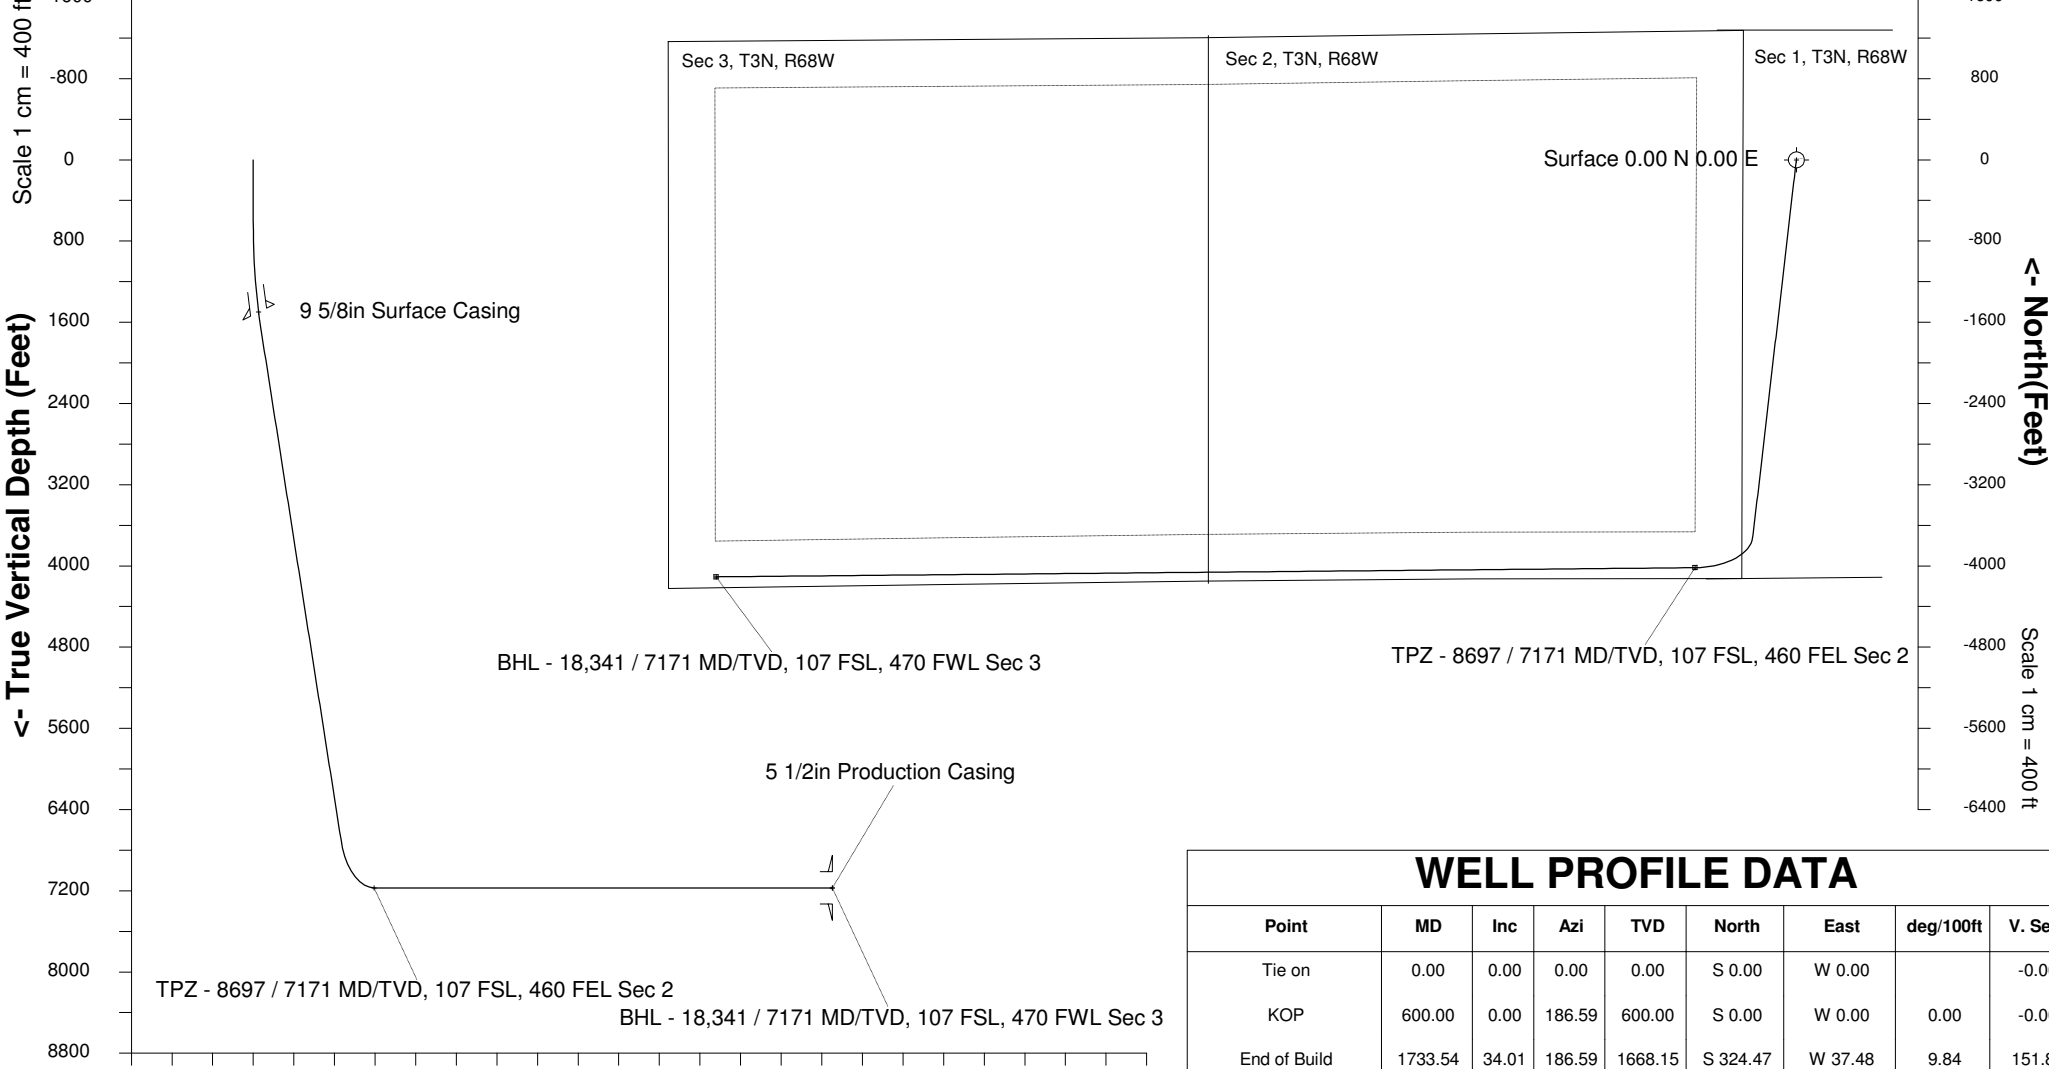 Scale 1 cm = 400 ft
<- True Vertical Depth (Feet)
-800
0
800
1600
2400
3200
4000
4800
5600
6400
7200
8000
8800
9 5/8in Surface Casing
Sec 3, T3N, R68W
Sec 2, T3N, R68W
Sec 1, T3N, R68W
Surface 0.00 N 0.00 E
BHL - 18,341 / 7171 MD/TVD, 107 FSL, 470 FWL Sec 3
TPZ - 8697 / 7171 MD/TVD, 107 FSL, 460 FEL Sec 2
5 1/2in Production Casing
TPZ - 8697 / 7171 MD/TVD, 107 FSL, 460 FEL Sec 2
BHL - 18,341 / 7171 MD/TVD, 107 FSL, 470 FWL Sec 3
800
0
-800
-1600
-2400
-3200
-4000
-4800
-5600
-6400
<- North(Feet)
Scale 1 cm = 400 ft
WELL PROFILE DATA
Point MD Inc Azi TVD North East deg/100ft V. Se
Tie on 0.00 0.00 0.00 0.00 S 0.00 W 0.00 -0.0
KOP 600.00 0.00 186.59 600.00 S 0.00 W 0.00 0.00 -0.0
End of Build 1733.54 34.01 186.59 1668.15 S 324.47 W 37.48 9.84 151.8